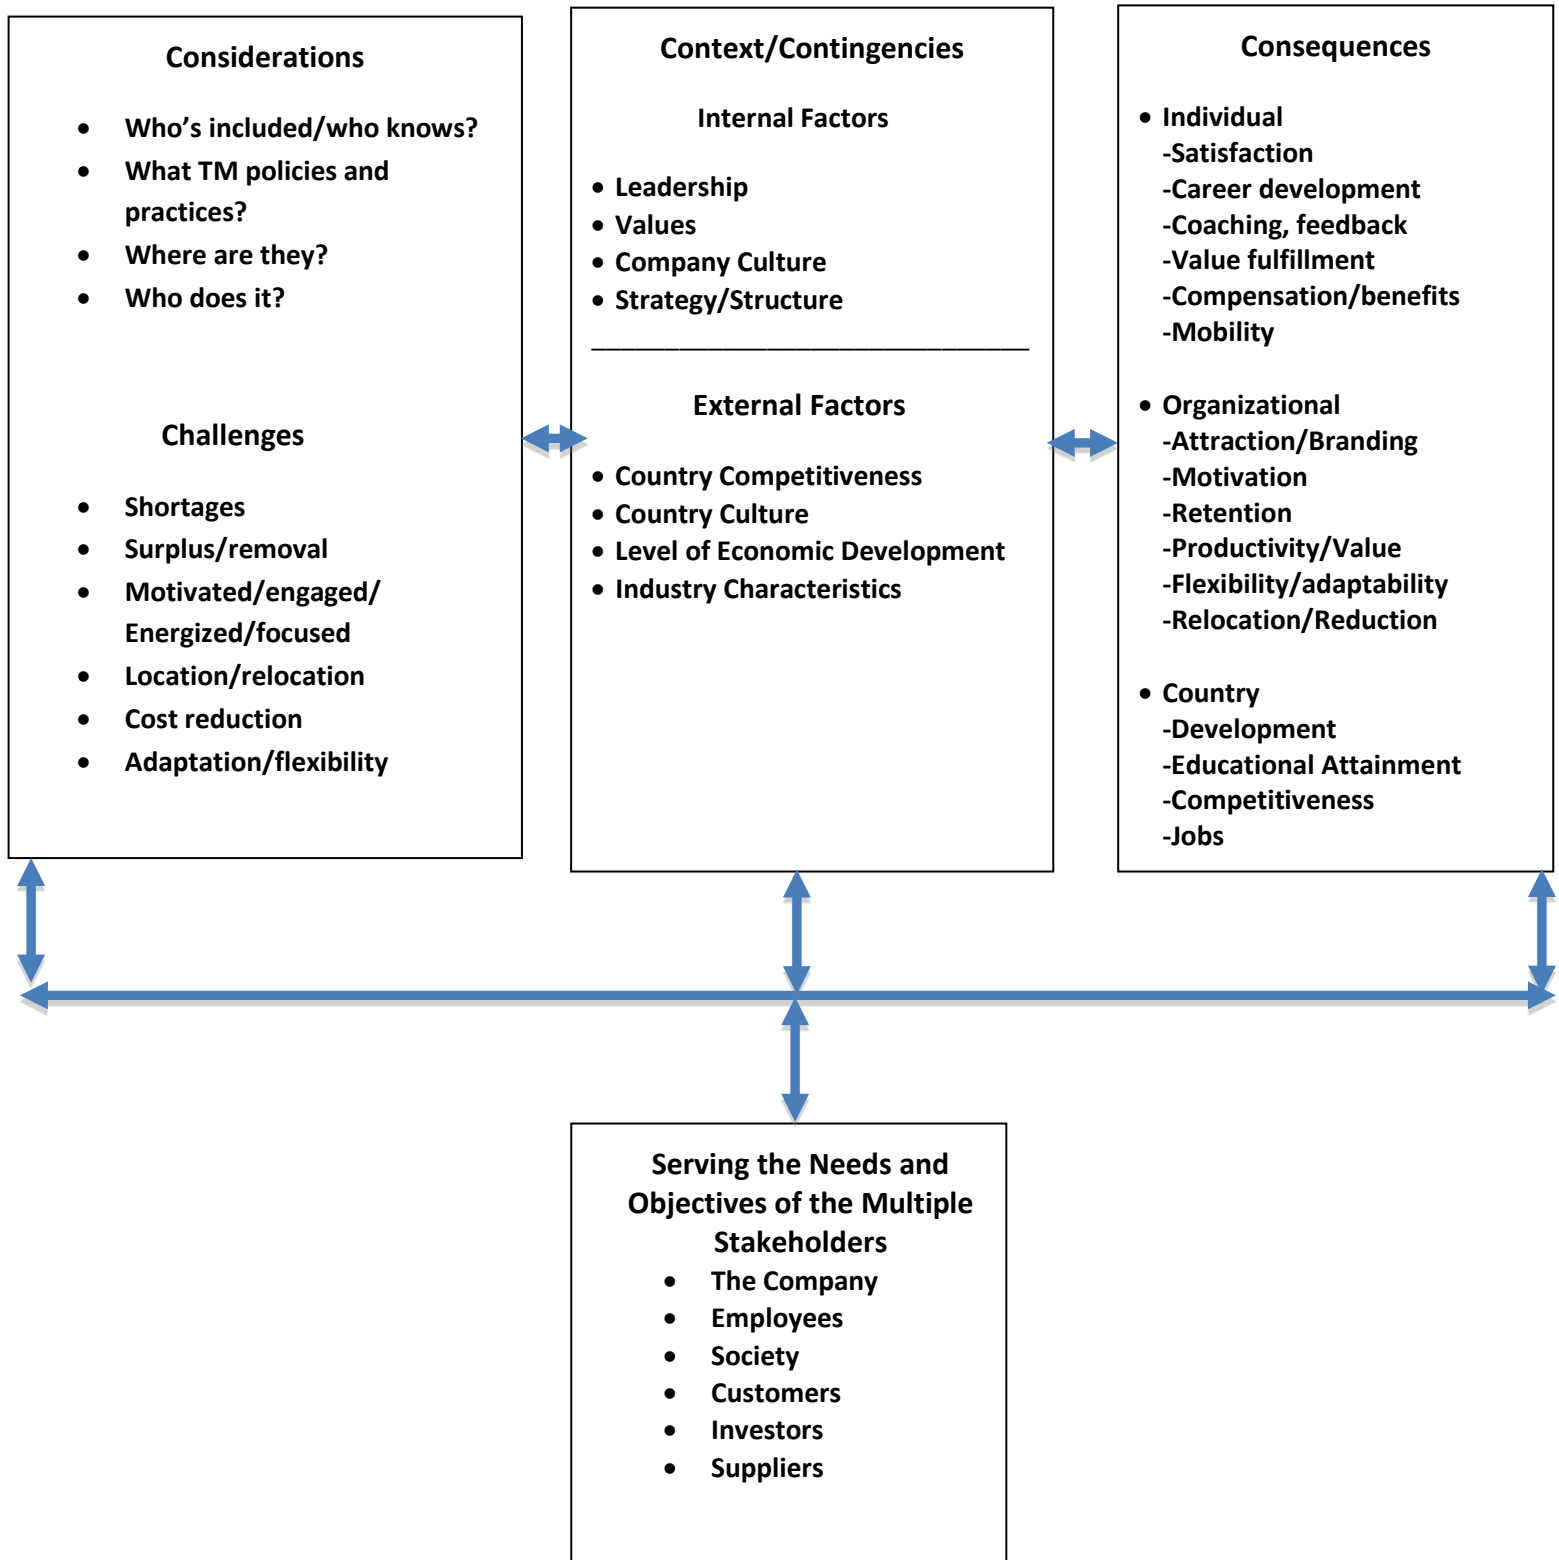 Considerations
• Who’s included/who knows?
• What TM policies and
practices?
• Where are they?
• Who does it?
Challenges
• Shortages
• Surplus/removal
• Motivated/engaged/
Energized/focused
• Location/relocation
• Cost reduction
• Adaptation/flexibility
Context/Contingencies
Internal Factors
• Leadership
• Values
• Company Culture
• Strategy/Structure
External Factors
• Country Competitiveness
• Country Culture
• Level of Economic Development
• Industry Characteristics
Consequences
• Individual
-Satisfaction
-Career development
-Coaching, feedback
-Value fulfillment
-Compensation/benefits
-Mobility
• Organizational
-Attraction/Branding
-Motivation
-Retention
-Productivity/Value
-Flexibility/adaptability
-Relocation/Reduction
• Country
-Development
-Educational Attainment
-Competitiveness
-Jobs
Serving the Needs and
Objectives of the Multiple
Stakeholders
• The Company
• Employees
• Society
• Customers
• Investors
• Suppliers